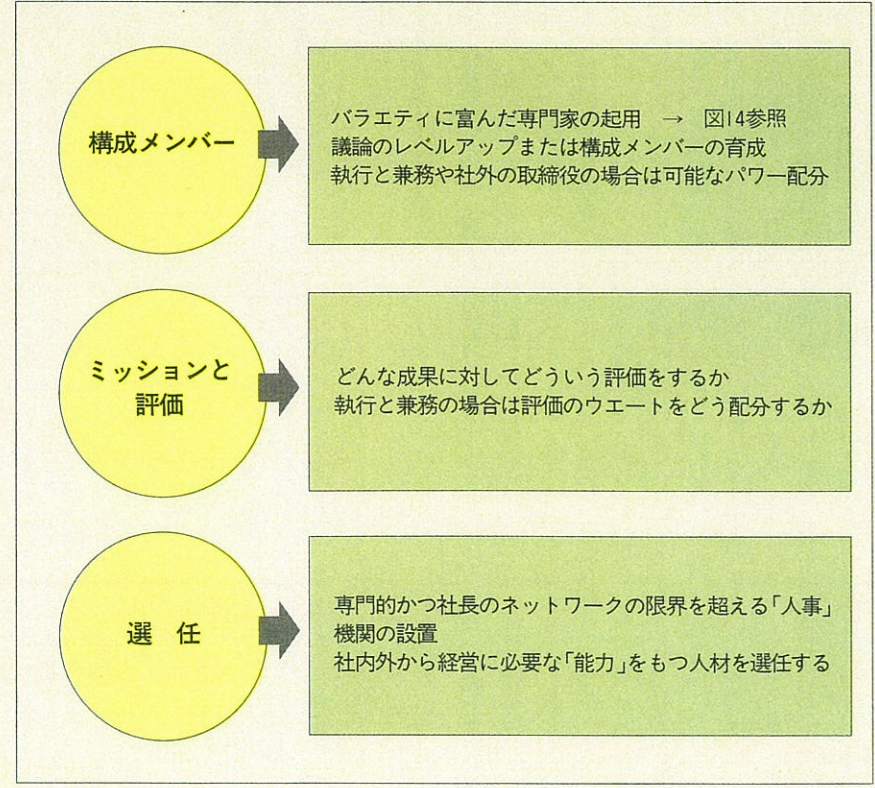 構成メンバー
バラエティに富んだ専門家の起用 → 図14参照
議論のレベルアップまたは構成メンバーの育成
執行と兼務や社外の取締役の場合は可能なパワー配分
ミッションと
評価
どんな成果に対してどういう評価をするか
執行と兼務の場合は評価のウエートをどう配分するか
選 任
専門的かつ社長のネットワークの限界を超える「人事」
機関の設置
社内外から経営に必要な「能力」をもつ人材を選任する